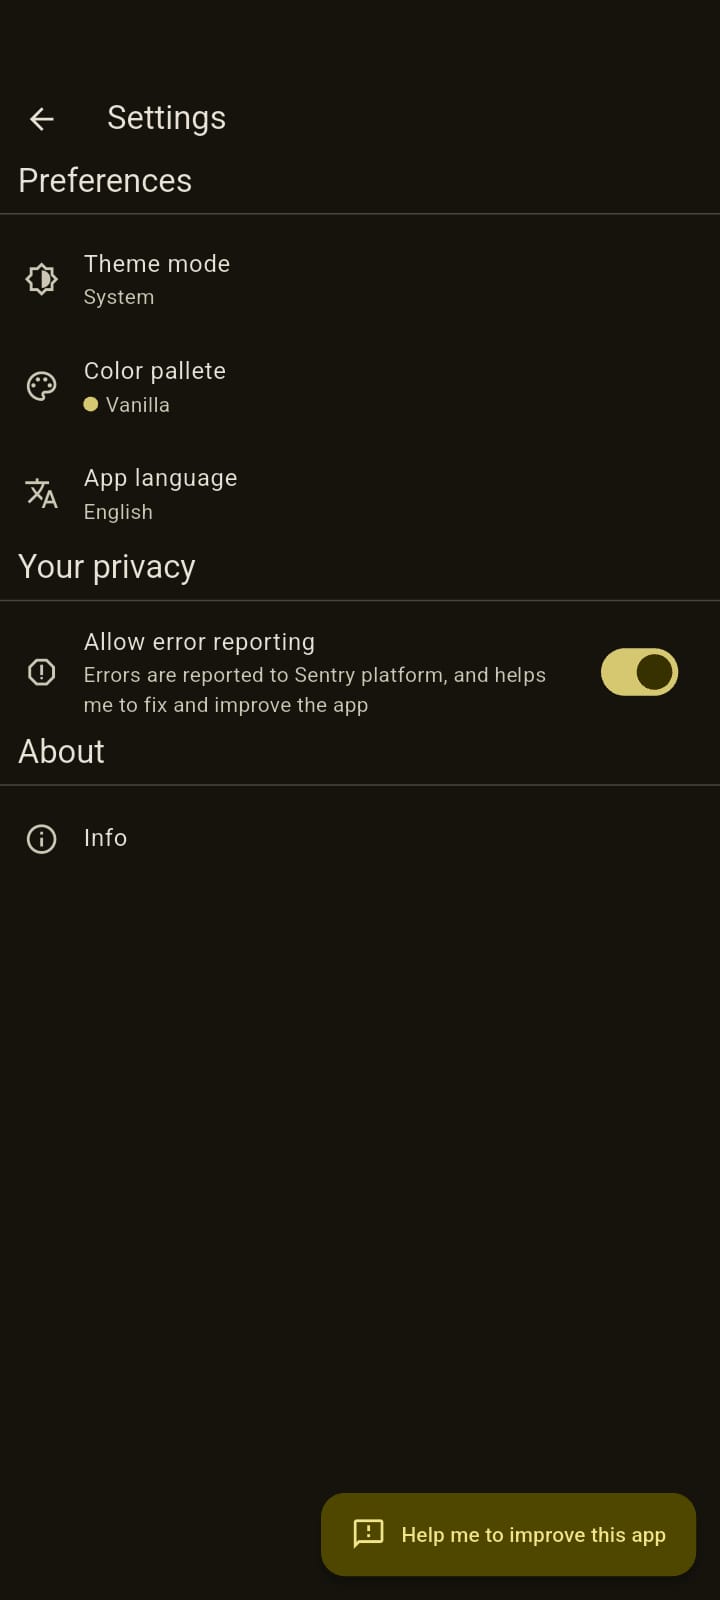 Settings
Preferences
Theme mode
System
Color pallete
Vanilla
App language
English
Your privacy
Allow error reporting
Errors are reported to Sentry platform, and helps
me to fix and improve the app
About
Info
Help me to improve this app